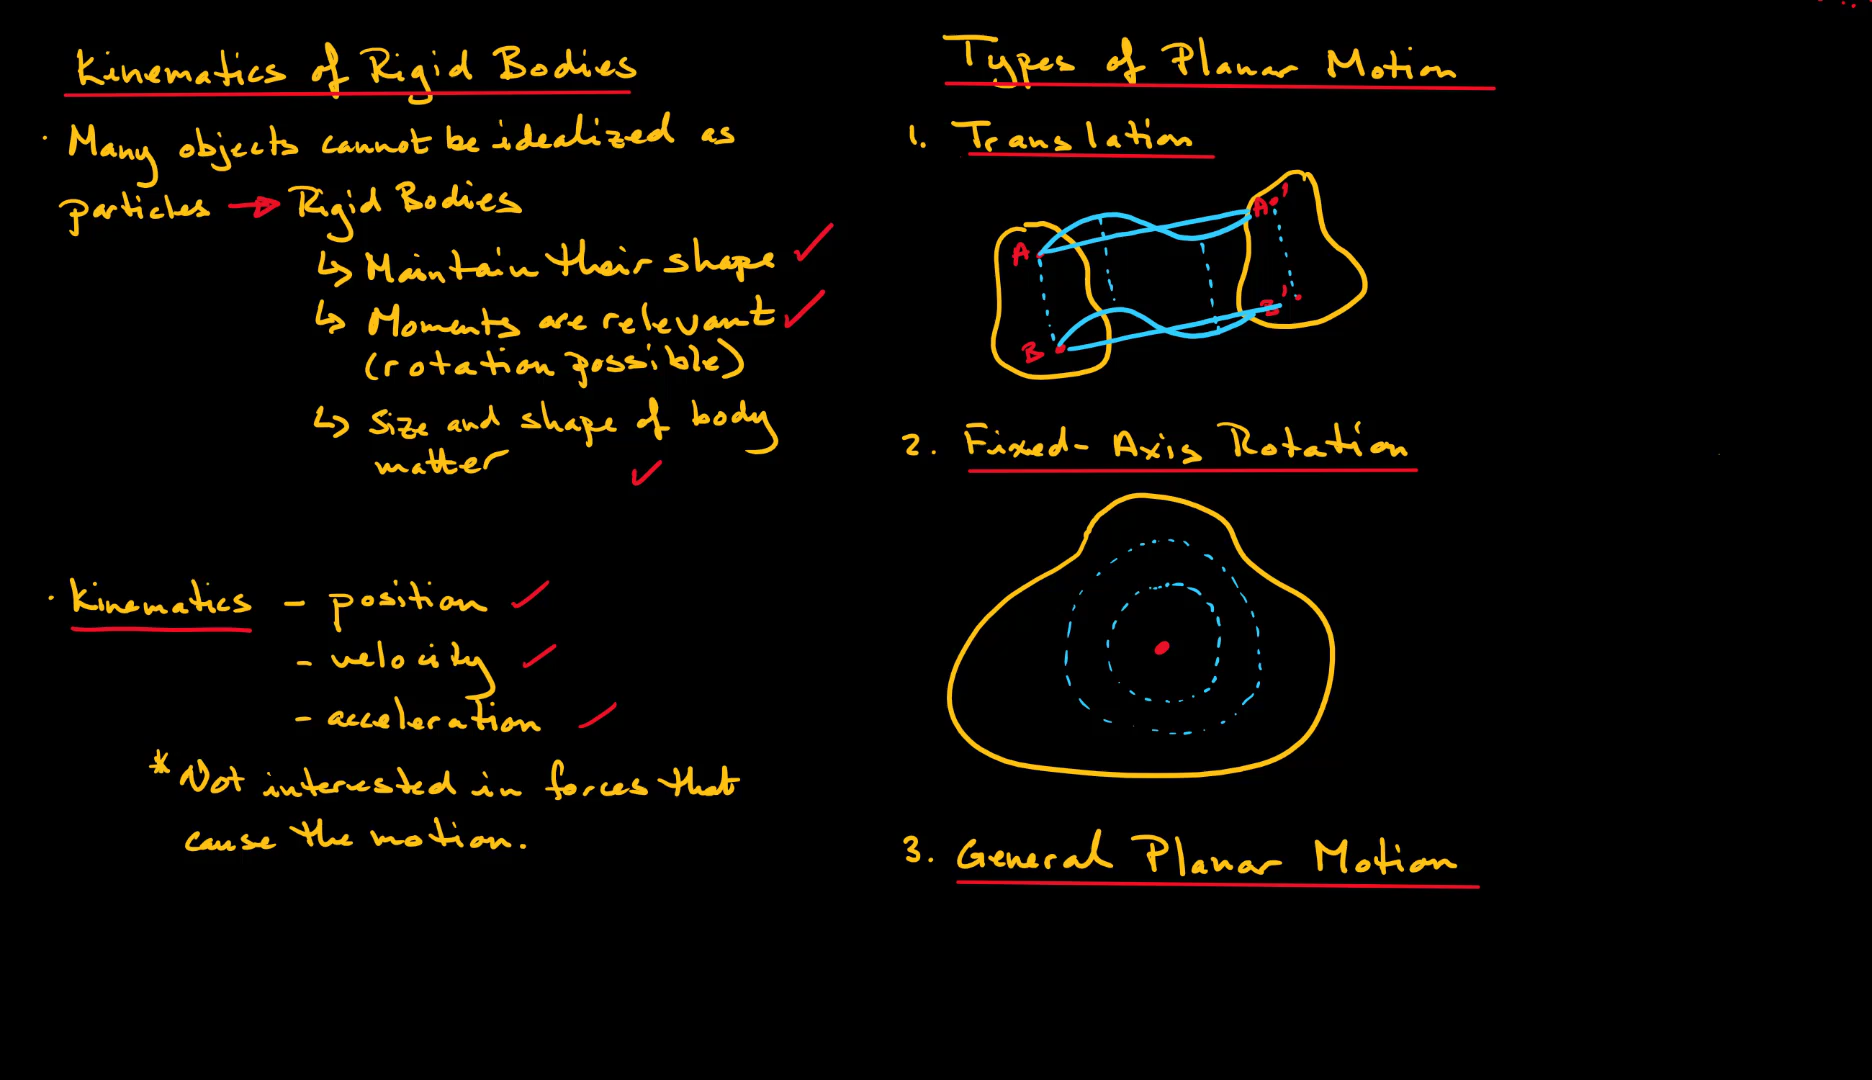 Kinematics of Rigid Bodies
• Many objects cannot be idealized as
particles → Rigid Bodies
↳ Maintain their shape ✓
↳ Moments are relevant ✓
(rotation possible)
↳ Size and shape of body
matter ✓
• Kinematics - position ✓
- velocity ✓
- acceleration ✓
* Not interested in forces that
cause the motion.
Types of Planar Motion
1. Translation
A
A'
B
2. Fixed-Axis Rotation
3. General Planar Motion